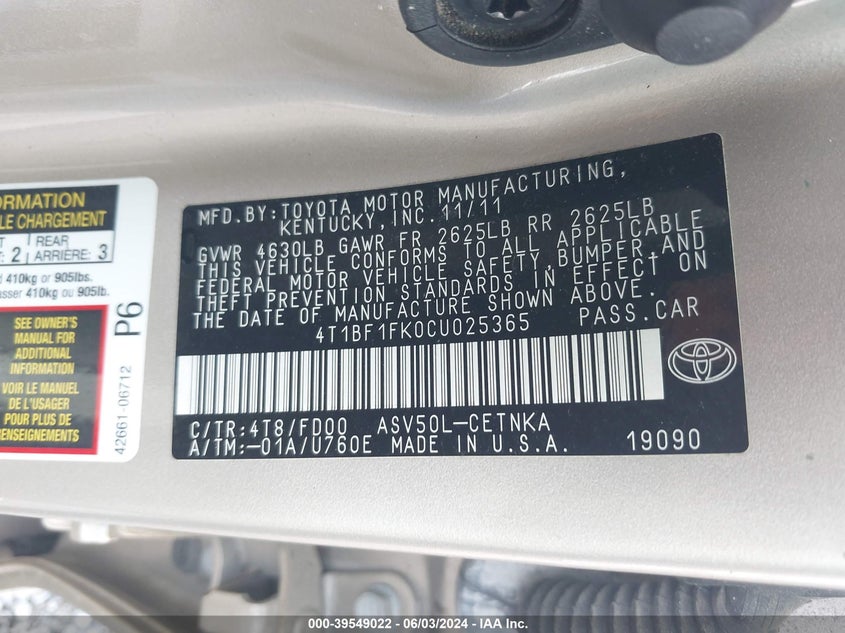 ORMATION
LE CHARGEMENT
2 REAR
ARRIÈRE: 3
410kg or 905lbs.
sser 410kg ou 905lb.
SEE OWNER'S
MANUAL FOR
ADDITIONAL
INFORMATION
VOIR LE MANUEL
DE L'USAGER
POUR PLUS DE
RENSEIGNEMENTS
P6
42661-06712
MFD. BY: TOYOTA MOTOR MANUFACTURING,
KENTUCKY, INC. 11/11
GVWR 4630LB GAWR FR 2625LB RR 2625LB
THIS VEHICLE CONFORMS TO ALL APPLICABLE
FEDERAL MOTOR VEHICLE SAFETY, BUMPER, AND
THEFT PREVENTION STANDARDS IN EFFECT ON
THE DATE OF MANUFACTURE SHOWN ABOVE.
4T1BF1FK0CU025365 PASS.CAR
C/TR:4T8/FD00 ASV50L-CETNKA
A/TM:-01A/U760E MADE IN U.S.A. 19090
TOYOTA
000-39549022 - 06/03/2024 - IAA Inc.